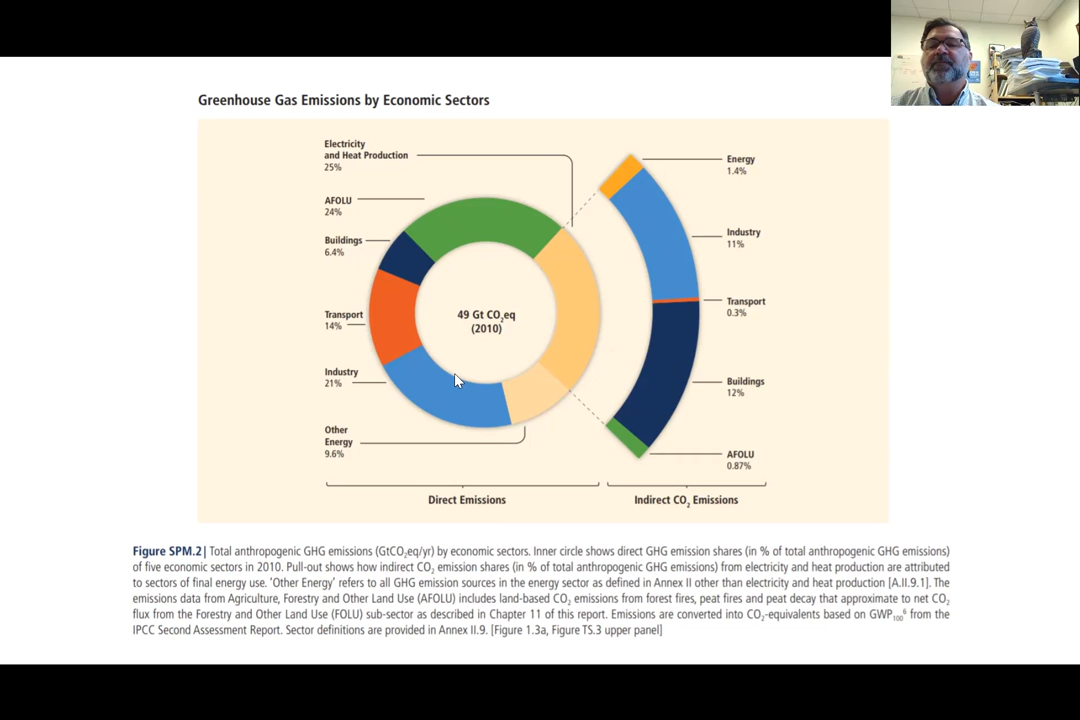 Greenhouse Gas Emissions by Economic Sectors
Electricity
and Heat Production
25%
AFOLU
24%
Buildings
6.4%
Transport
14%
Industry
21%
Other
Energy
9.6%
49 Gt CO₂eq
(2010)
Energy
1.4%
Industry
11%
Transport
0.3%
Buildings
12%
AFOLU
0.87%
Direct Emissions
Indirect CO₂ Emissions
Figure SPM.2 | Total anthropogenic GHG emissions (GtCO₂eq/yr) by economic sectors. Inner circle shows direct GHG emission shares (in % of total anthropogenic GHG emissions)
of five economic sectors in 2010. Pull-out shows how indirect CO₂ emission shares (in % of total anthropogenic GHG emissions) from electricity and heat production are attributed
to sectors of final energy use. 'Other Energy' refers to all GHG emission sources in the energy sector as defined in Annex II other than electricity and heat production [A.II.9.1]. The
emissions data from Agriculture, Forestry and Other Land Use (AFOLU) includes land-based CO₂ emissions from forest fires, peat fires and peat decay that approximate to net CO₂
flux from the Forestry and Other Land Use (FOLU) sub-sector as described in Chapter 11 of this report. Emissions are converted into CO₂-equivalents based on GWP₁₀₀⁶ from the
IPCC Second Assessment Report. Sector definitions are provided in Annex II.9. [Figure 1.3a, Figure TS.3 upper panel]